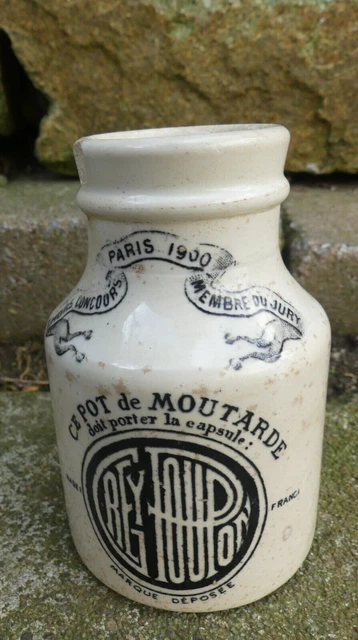 PARIS 1900
CONCOURS
MEMBRE DU JURY
CE POT de MOUTARDE
doit porter la capsule:
GREY POUPON
FRANCE
MARQUE DÉPOSÉE